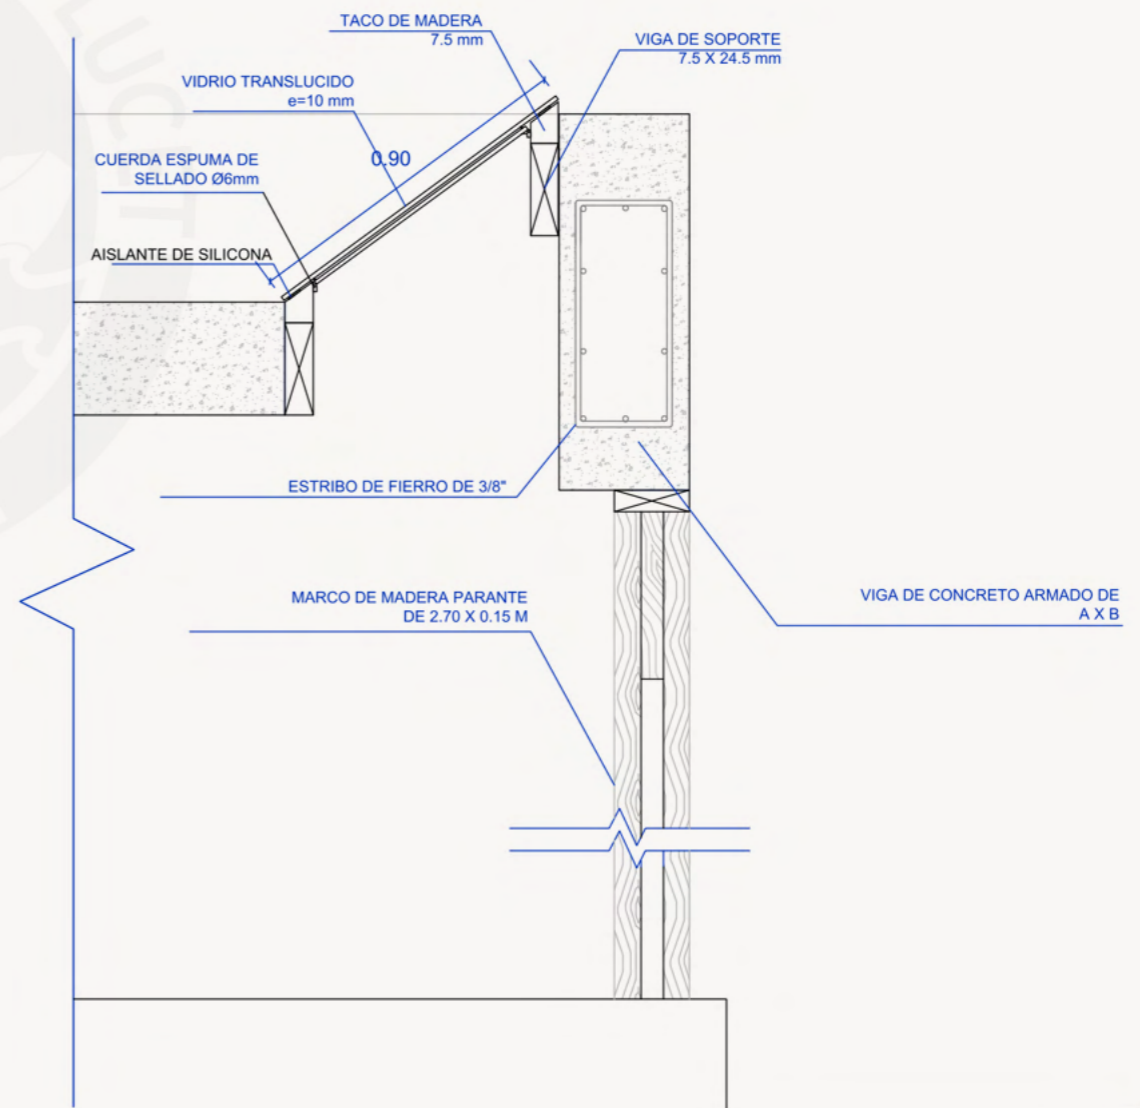 TACO DE MADERA
7.5 mm
VIGA DE SOPORTE
7.5 X 24.5 mm
VIDRIO TRANSLUCIDO
e=10 mm
0.90
CUERDA ESPUMA DE
SELLADO Ø6mm
AISLANTE DE SILICONA
ESTRIBO DE FIERRO DE 3/8"
MARCO DE MADERA PARANTE
DE 2.70 X 0.15 M
VIGA DE CONCRETO ARMADO DE
A X B